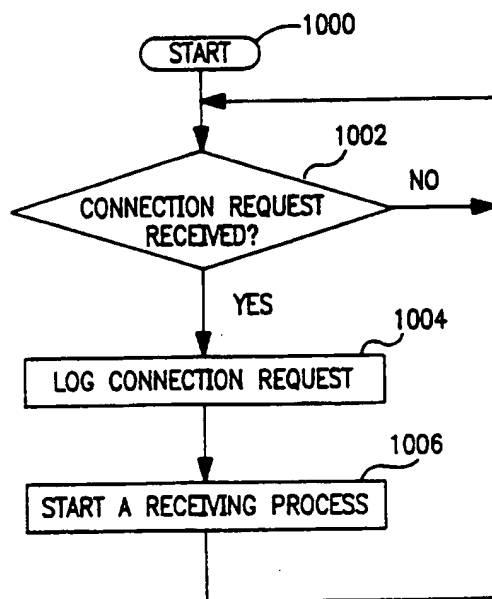 START
1000
1002
CONNECTION REQUEST
RECEIVED?
NO
YES
1004
LOG CONNECTION REQUEST
1006
START A RECEIVING PROCESS